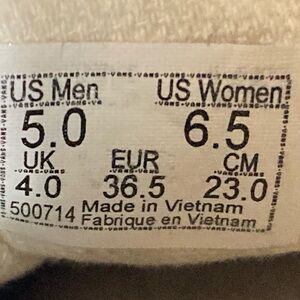 US Men US Women
5.0 6.5
UK EUR CM
4.0 36.5 23.0
500714 Made in Vietnam
Fabrique en Vietnam